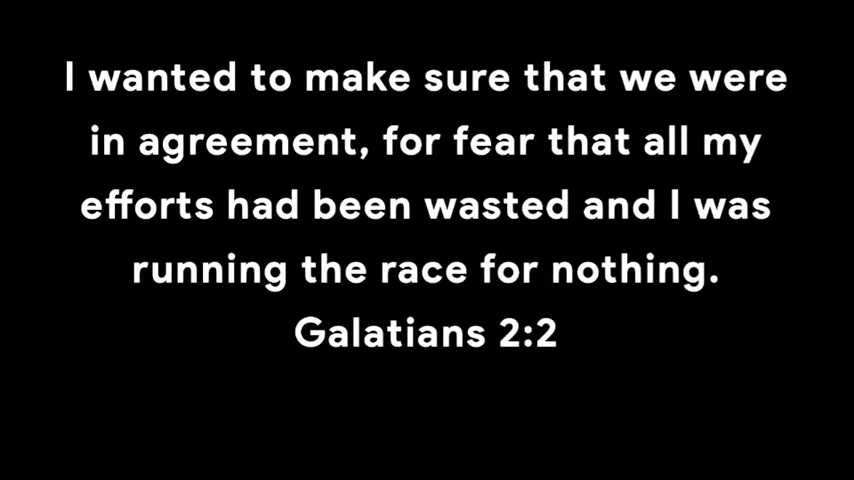 I wanted to make sure that we were
in agreement, for fear that all my
efforts had been wasted and I was
running the race for nothing.
Galatians 2:2